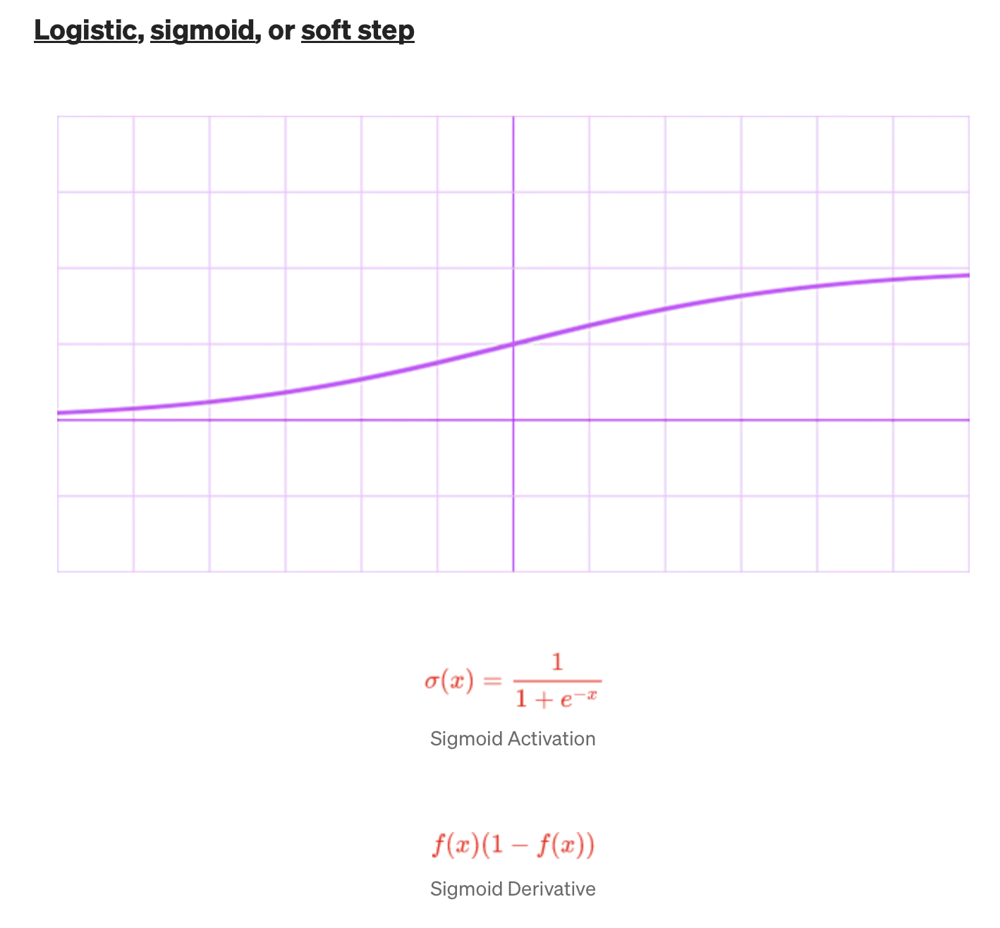 Logistic, sigmoid, or soft step
σ(x) = 1 / (1 + e^{-x})
Sigmoid Activation
f(x)(1 − f(x))
Sigmoid Derivative